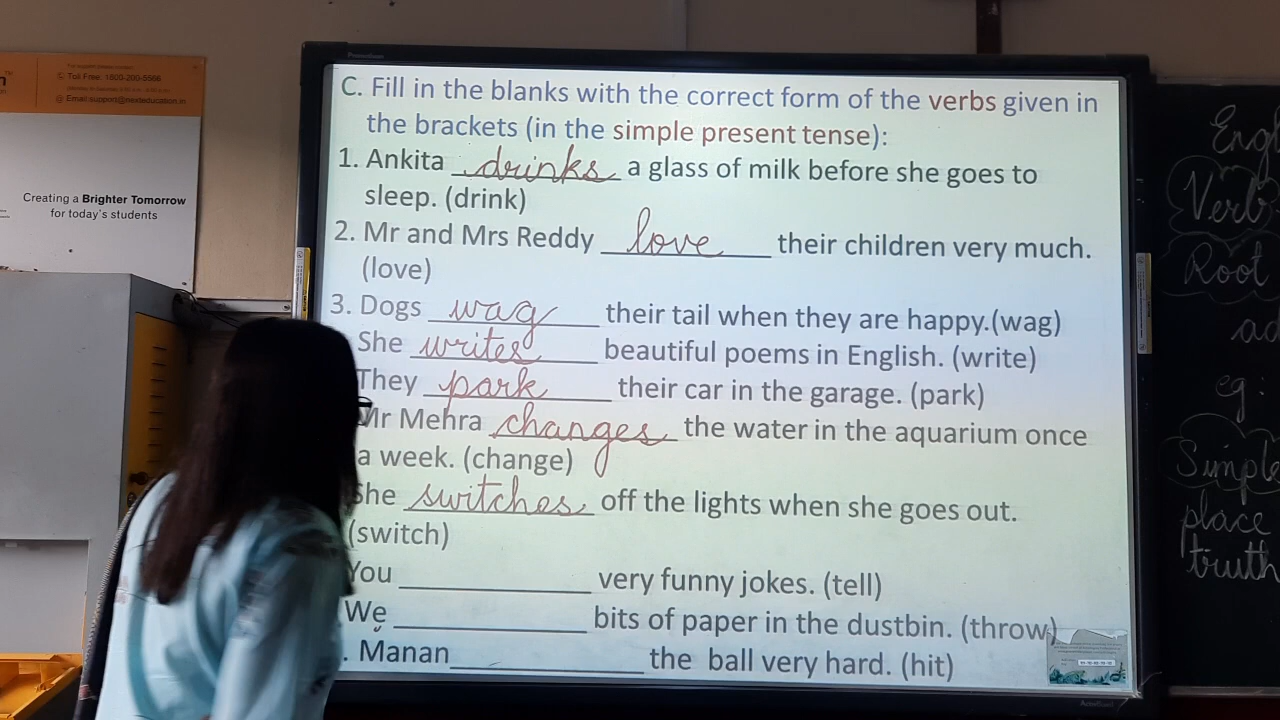 Toll Free: 1800-200-5566
Email:support@nexteducation.in
Creating a Brighter Tomorrow
for today's students
C. Fill in the blanks with the correct form of the verbs given in
the brackets (in the simple present tense):
1. Ankita drinks a glass of milk before she goes to
sleep. (drink)
2. Mr and Mrs Reddy love their children very much.
(love)
3. Dogs wag their tail when they are happy.(wag)
She writes beautiful poems in English. (write)
They park their car in the garage. (park)
Mr Mehra changes the water in the aquarium once
a week. (change)
She switches off the lights when she goes out.
(switch)
You ____________ very funny jokes. (tell)
We ____________ bits of paper in the dustbin. (throw)
. Manan____________ the ball very hard. (hit)
Engl
Verb
Root
ad
eg:
Simple
place
truth